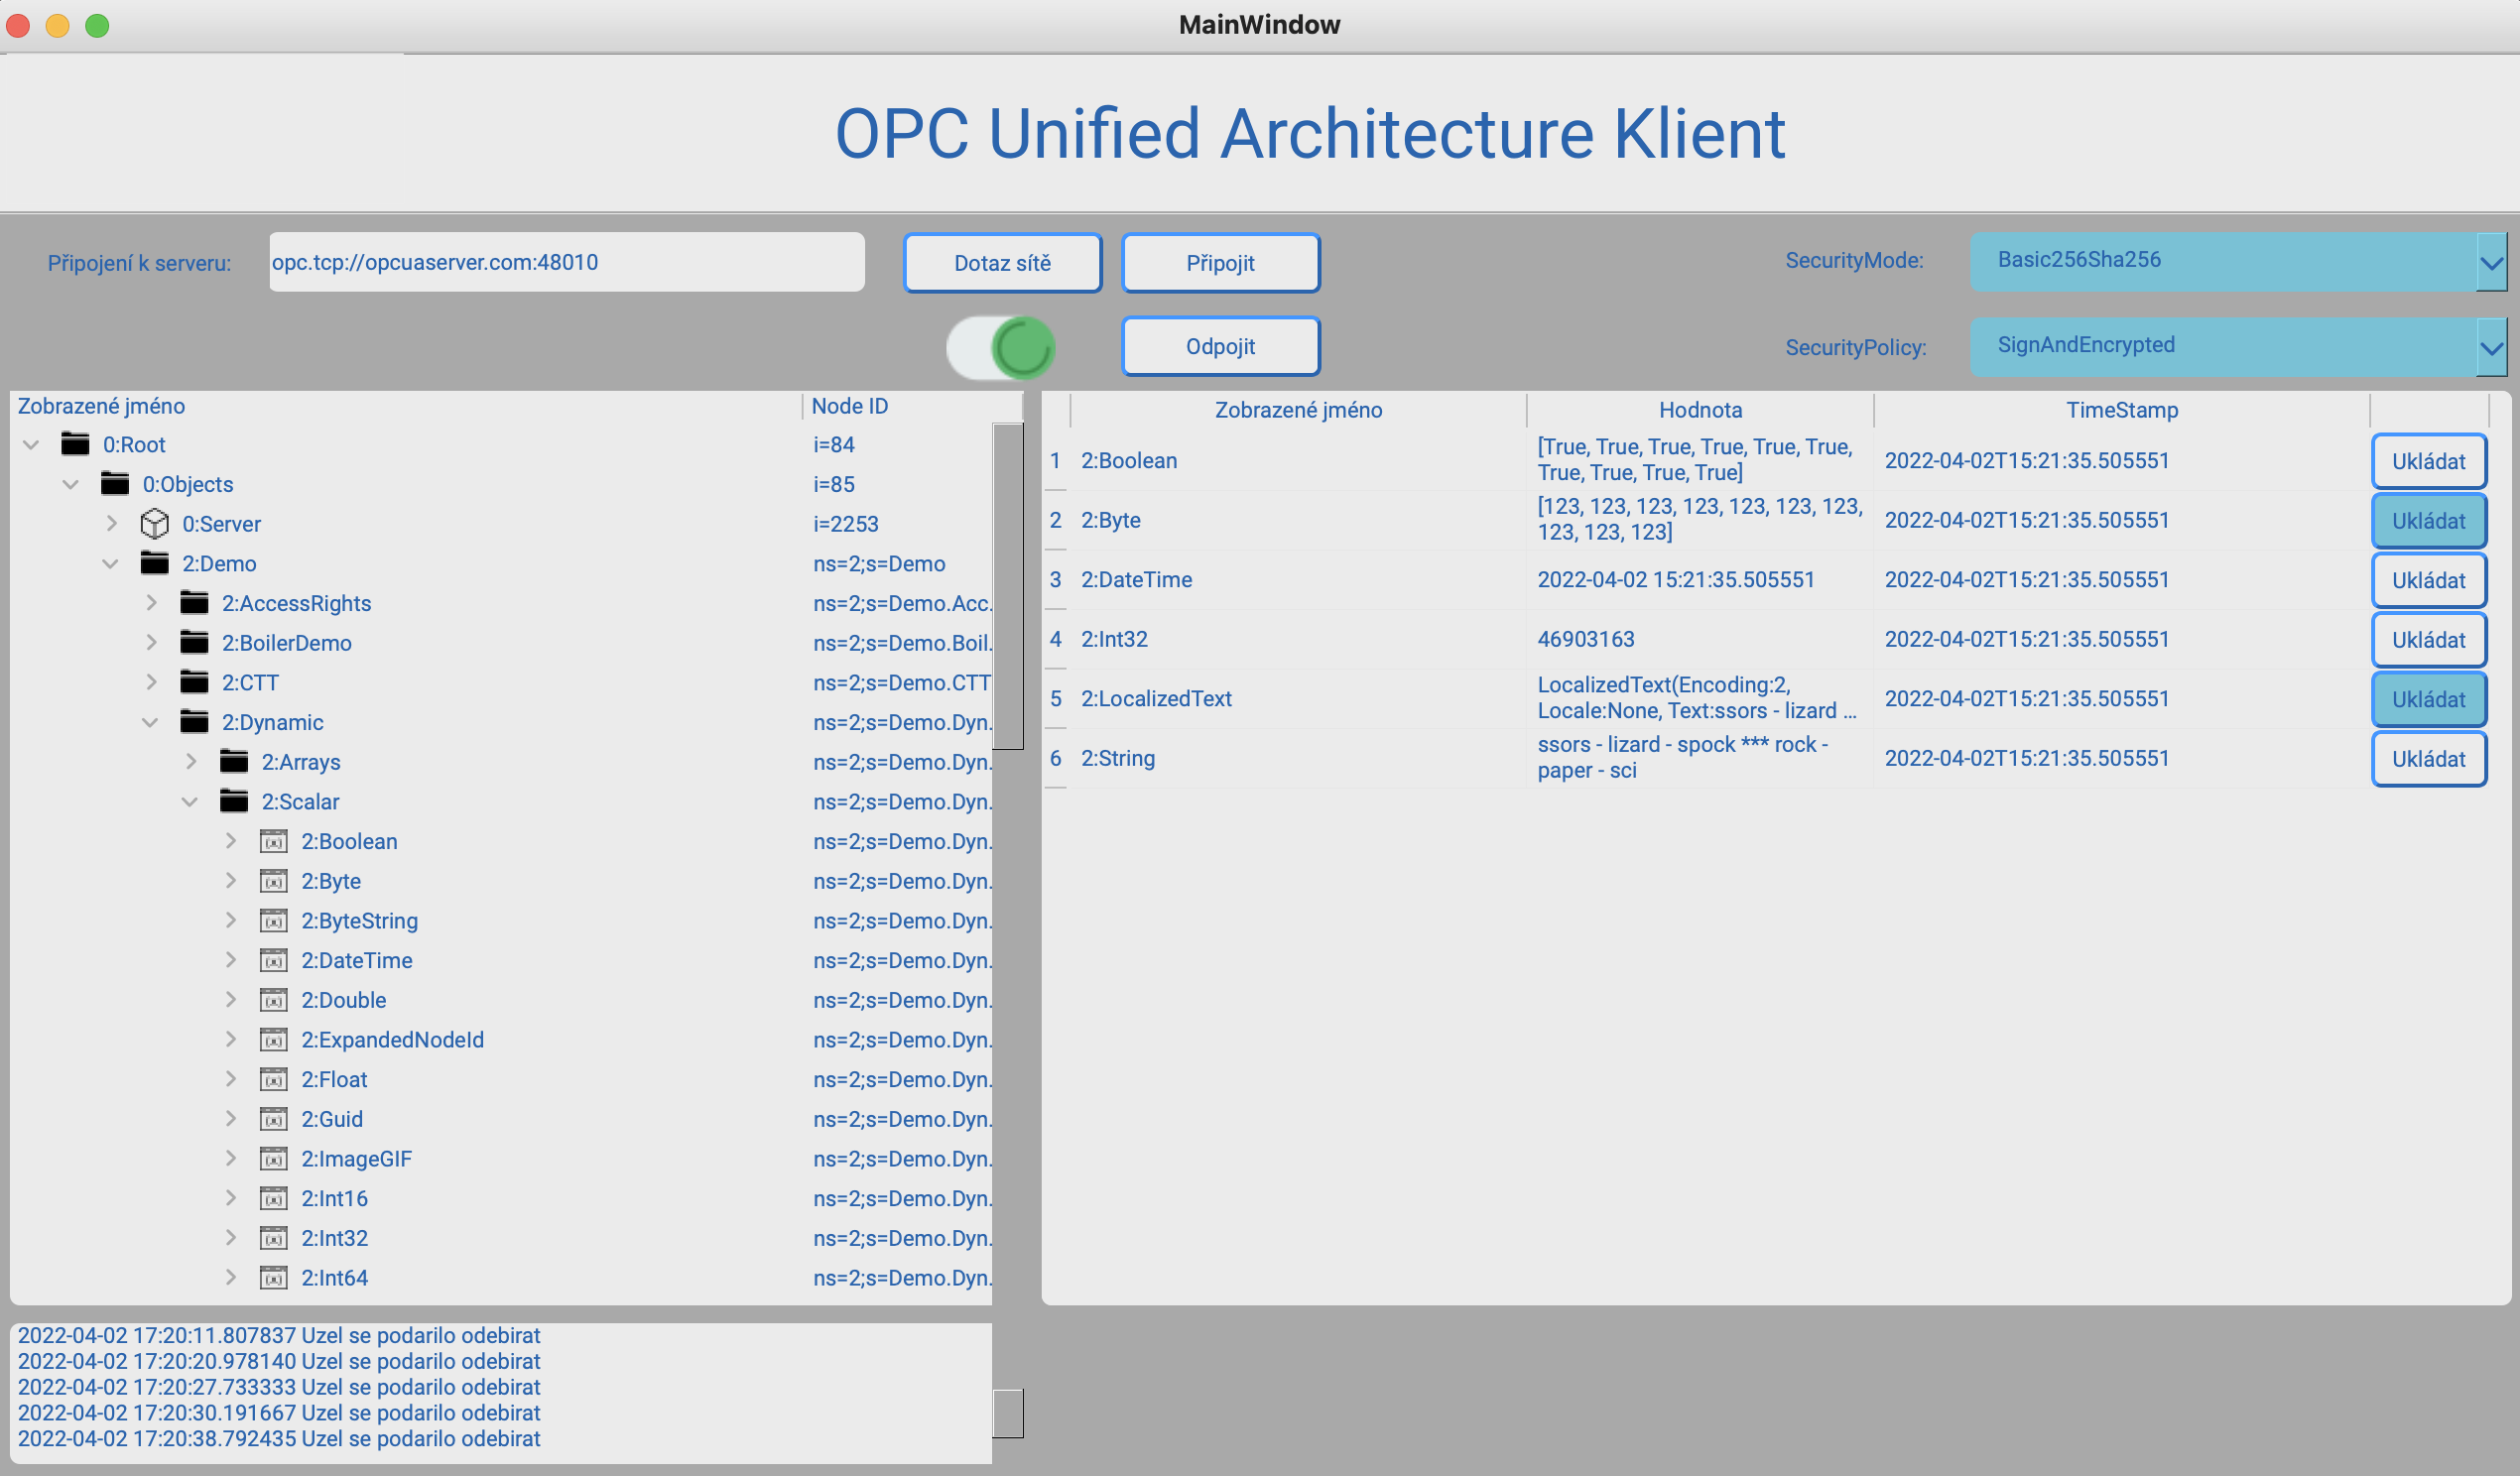 MainWindow
OPC Unified Architecture Klient
Připojení k serveru: opc.tcp://opcuaserver.com:48010 Dotaz sítě Připojit SecurityMode: Basic256Sha256
Odpojit SecurityPolicy: SignAndEncrypted
Zobrazené jméno Node ID
0:Root i=84
0:Objects i=85
0:Server i=2253
2:Demo ns=2;s=Demo
2:AccessRights ns=2;s=Demo.Acc.
2:BoilerDemo ns=2;s=Demo.Boil.
2:CTT ns=2;s=Demo.CTT
2:Dynamic ns=2;s=Demo.Dyn.
2:Arrays ns=2;s=Demo.Dyn.
2:Scalar ns=2;s=Demo.Dyn.
2:Boolean ns=2;s=Demo.Dyn.
2:Byte ns=2;s=Demo.Dyn.
2:ByteString ns=2;s=Demo.Dyn.
2:DateTime ns=2;s=Demo.Dyn.
2:Double ns=2;s=Demo.Dyn.
2:ExpandedNodeId ns=2;s=Demo.Dyn.
2:Float ns=2;s=Demo.Dyn.
2:Guid ns=2;s=Demo.Dyn.
2:ImageGIF ns=2;s=Demo.Dyn.
2:Int16 ns=2;s=Demo.Dyn.
2:Int32 ns=2;s=Demo.Dyn.
2:Int64 ns=2;s=Demo.Dyn.
Zobrazené jméno Hodnota TimeStamp
1 2:Boolean [True, True, True, True, True, True, 2022-04-02T15:21:35.505551 Ukládat
True, True, True, True]
2 2:Byte [123, 123, 123, 123, 123, 123, 123, 2022-04-02T15:21:35.505551 Ukládat
123, 123, 123]
3 2:DateTime 2022-04-02 15:21:35.505551 2022-04-02T15:21:35.505551 Ukládat
4 2:Int32 46903163 2022-04-02T15:21:35.505551 Ukládat
5 2:LocalizedText LocalizedText(Encoding:2, 2022-04-02T15:21:35.505551 Ukládat
Locale:None, Text:ssors - lizard ...
6 2:String ssors - lizard - spock *** rock - 2022-04-02T15:21:35.505551 Ukládat
paper - sci
2022-04-02 17:20:11.807837 Uzel se podarilo odebirat
2022-04-02 17:20:20.978140 Uzel se podarilo odebirat
2022-04-02 17:20:27.733333 Uzel se podarilo odebirat
2022-04-02 17:20:30.191667 Uzel se podarilo odebirat
2022-04-02 17:20:38.792435 Uzel se podarilo odebirat